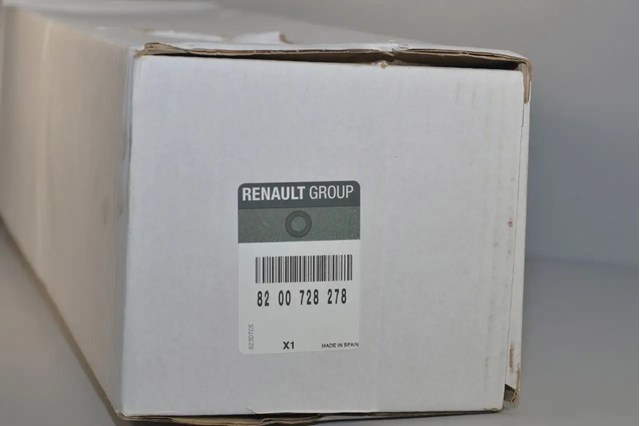 RENAULT GROUP
82 00 728 278
X1
MADE IN SPAIN